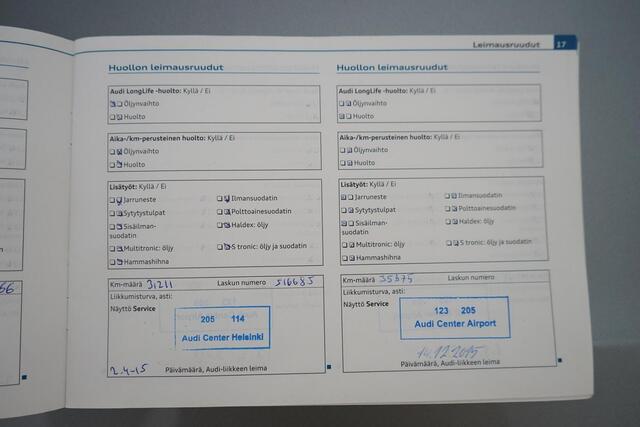 Leimausruudut 17
Huollon leimausruudut
Audi LongLife -huolto: Kyllä / Ei
Öljynvaihto
Huolto
Aika-/km-perusteinen huolto: Kyllä / Ei
Öljynvaihto
Huolto
Lisätyöt: Kyllä / Ei
Jarruneste
Sytytystulpat
Sisäilman-
suodatin
Multitronic: öljy
Hammashihna
Ilmansuodatin
Polttoainesuodatin
Haldex: öljy
S tronic: öljy ja suodatin
Km-määrä 31211 Laskun numero 516685
Liikkumisturva, asti:
Näyttö Service
205 114
Audi Center Helsinki
2.4-15 Päivämäärä, Audi-liikkeen leima
Huollon leimausruudut
Audi LongLife -huolto: Kyllä / Ei
Öljynvaihto
Huolto
Aika-/km-perusteinen huolto: Kyllä / Ei
Öljynvaihto
Huolto
Lisätyöt: Kyllä / Ei
Jarruneste
Sytytystulpat
Sisäilman-
suodatin
Multitronic: öljy
Hammashihna
Ilmansuodatin
Polttoainesuodatin
Haldex: öljy
S tronic: öljy ja suodatin
Km-määrä 35375 Laskun numero
Liikkumisturva, asti:
Näyttö Service
123 205
Audi Center Airport
14.12.2015
Päivämäärä, Audi-liikkeen leima